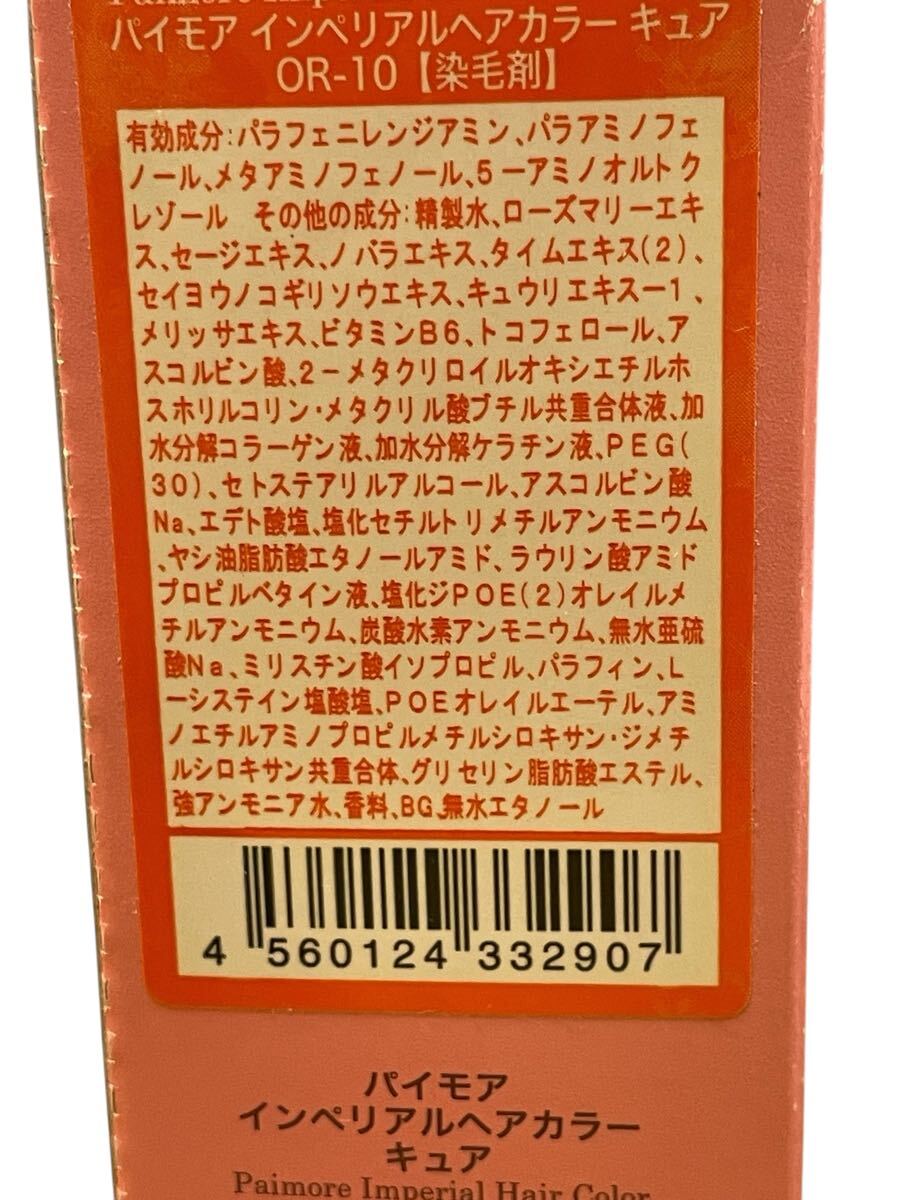 Paimore Imperial
パイモア インペリアルヘアカラー キュア
OR-10【染毛剤】
有効成分:パラフェニレンジアミン、パラアミノフェ
ノール、メタアミノフェノール、5ーアミノオルトク
レゾール その他の成分:精製水、ローズマリーエキ
ス、セージエキス、ノバラエキス、タイムエキス(2)、
セイヨウノコギリソウエキス、キュウリエキスー1、
メリッサエキス、ビタミンB6、トコフェロール、ア
スコルビン酸、2ーメタクリロイルオキシエチルホ
スホリルコリン・メタクリル酸ブチル共重合体液、加
水分解コラーゲン液、加水分解ケラチン液、PEG(
30)、セトステアリルアルコール、アスコルビン酸
Na、エデト酸塩、塩化セチルトリメチルアンモニウム
、ヤシ油脂肪酸エタノールアミド、ラウリン酸アミド
プロピルベタイン液、塩化ジPOE(2)オレイルメ
チルアンモニウム、炭酸水素アンモニウム、無水亜硫
酸Na、ミリスチン酸イソプロピル、パラフィン、L
ーシステイン塩酸塩、POEオレイルエーテル、アミ
ノエチルアミノプロピルメチルシロキサン・ジメチ
ルシロキサン共重合体、グリセリン脂肪酸エステル、
強アンモニア水、香料、BG、無水エタノール
4 560124 332907
パイモア
インペリアルヘアカラー
キュア
Paimore Imperial Hair Color